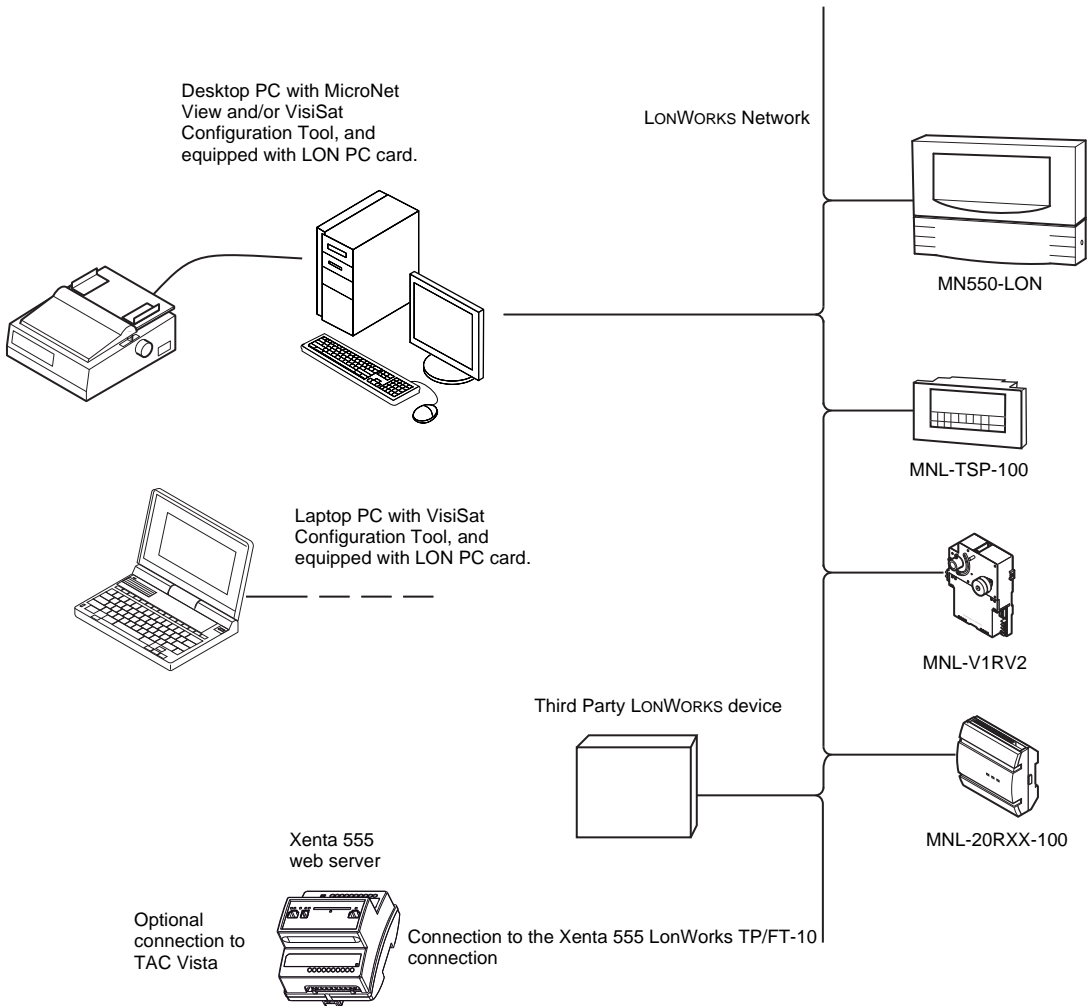 Desktop PC with MicroNet
View and/or VisiSat
Configuration Tool, and
equipped with LON PC card.
LONWORKS Network
MN550-LON
MNL-TSP-100
Laptop PC with VisiSat
Configuration Tool, and
equipped with LON PC card.
MNL-V1RV2
Third Party LONWORKS device
MNL-20RXX-100
Xenta 555
web server
Optional
connection to
TAC Vista
Connection to the Xenta 555 LonWorks TP/FT-10
connection